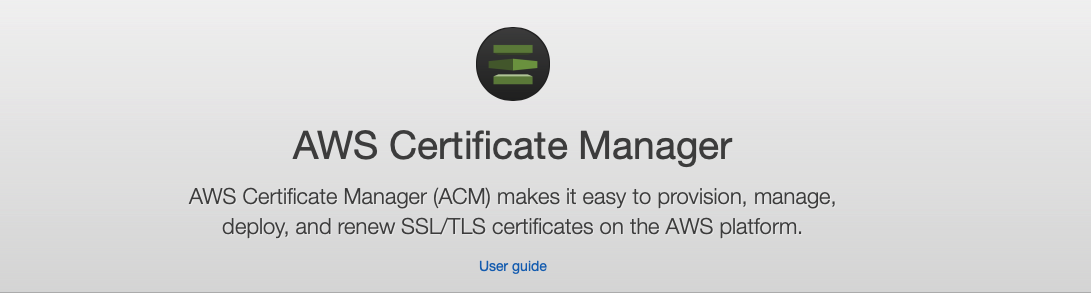 AWS Certificate Manager
AWS Certificate Manager (ACM) makes it easy to provision, manage,
deploy, and renew SSL/TLS certificates on the AWS platform.
User guide